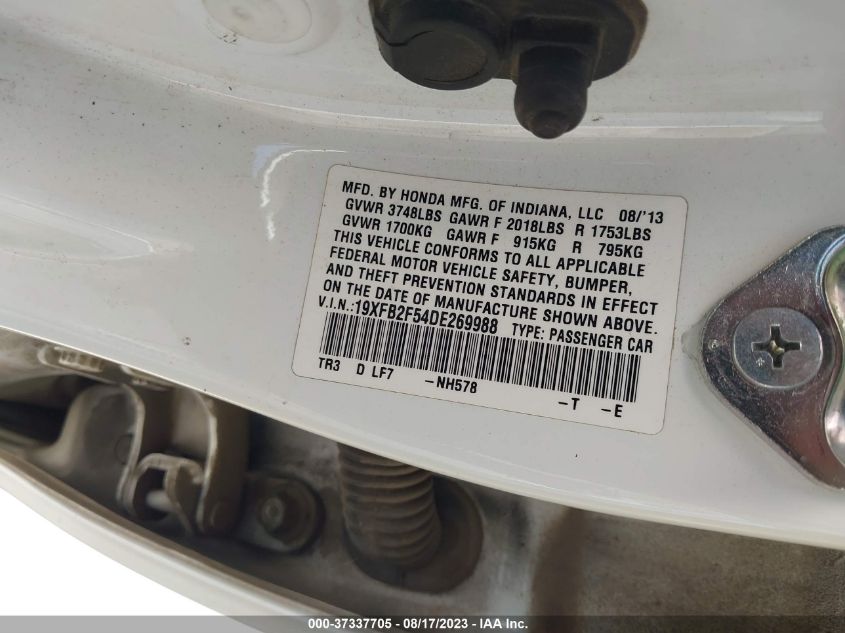 MFD. BY HONDA MFG. OF INDIANA, LLC 08/'13
GVWR 3748LBS GAWR F 2018LBS R 1753LBS
GVWR 1700KG GAWR F 915KG R 795KG
THIS VEHICLE CONFORMS TO ALL APPLICABLE
FEDERAL MOTOR VEHICLE SAFETY, BUMPER,
AND THEFT PREVENTION STANDARDS IN EFFECT
ON THE DATE OF MANUFACTURE SHOWN ABOVE.
V.I.N.:19XFB2F54DE269988 TYPE: PASSENGER CAR
TR3 D LF7 -NH578 -T -E
000-37337705 - 08/17/2023 - IAAI Inc.